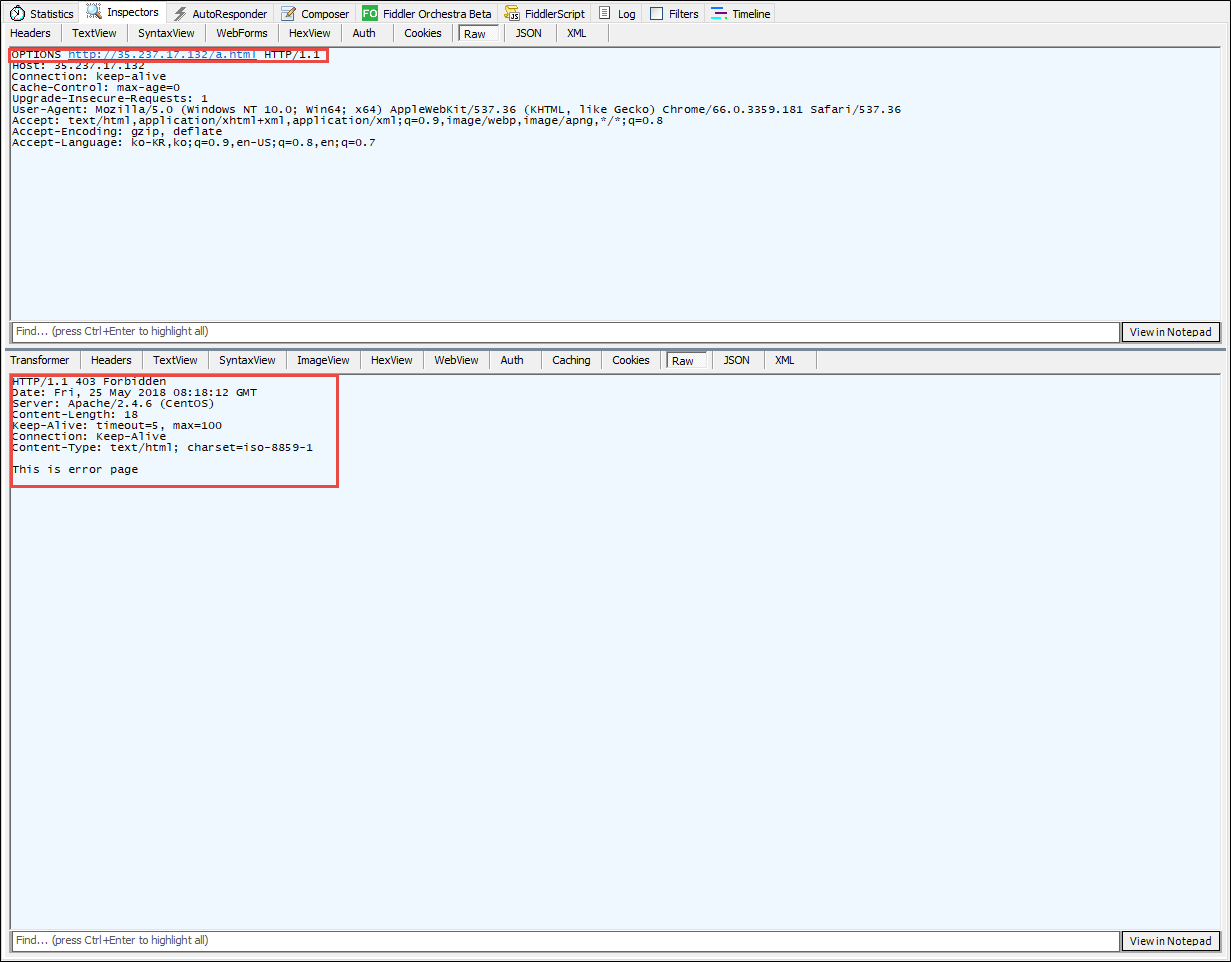 Statistics Inspectors AutoResponder Composer FO Fiddler Orchestra Beta JS FiddlerScript Log Filters Timeline
Headers TextView SyntaxView WebForms HexView Auth Cookies Raw JSON XML
OPTIONS http://35.237.17.132/a.html HTTP/1.1
Host: 35.237.17.132
Connection: keep-alive
Cache-Control: max-age=0
Upgrade-Insecure-Requests: 1
User-Agent: Mozilla/5.0 (Windows NT 10.0; Win64; x64) AppleWebKit/537.36 (KHTML, like Gecko) Chrome/66.0.3359.181 Safari/537.36
Accept: text/html,application/xhtml+xml,application/xml;q=0.9,image/webp,image/apng,*/*;q=0.8
Accept-Encoding: gzip, deflate
Accept-Language: ko-KR,ko;q=0.9,en-US;q=0.8,en;q=0.7
Find... (press Ctrl+Enter to highlight all) View in Notepad
Transformer Headers TextView SyntaxView ImageView HexView WebView Auth Caching Cookies Raw JSON XML
HTTP/1.1 403 Forbidden
Date: Fri, 25 May 2018 08:18:12 GMT
Server: Apache/2.4.6 (CentOS)
Content-Length: 18
Keep-Alive: timeout=5, max=100
Connection: Keep-Alive
Content-Type: text/html; charset=iso-8859-1
This is error page
Find... (press Ctrl+Enter to highlight all) View in Notepad